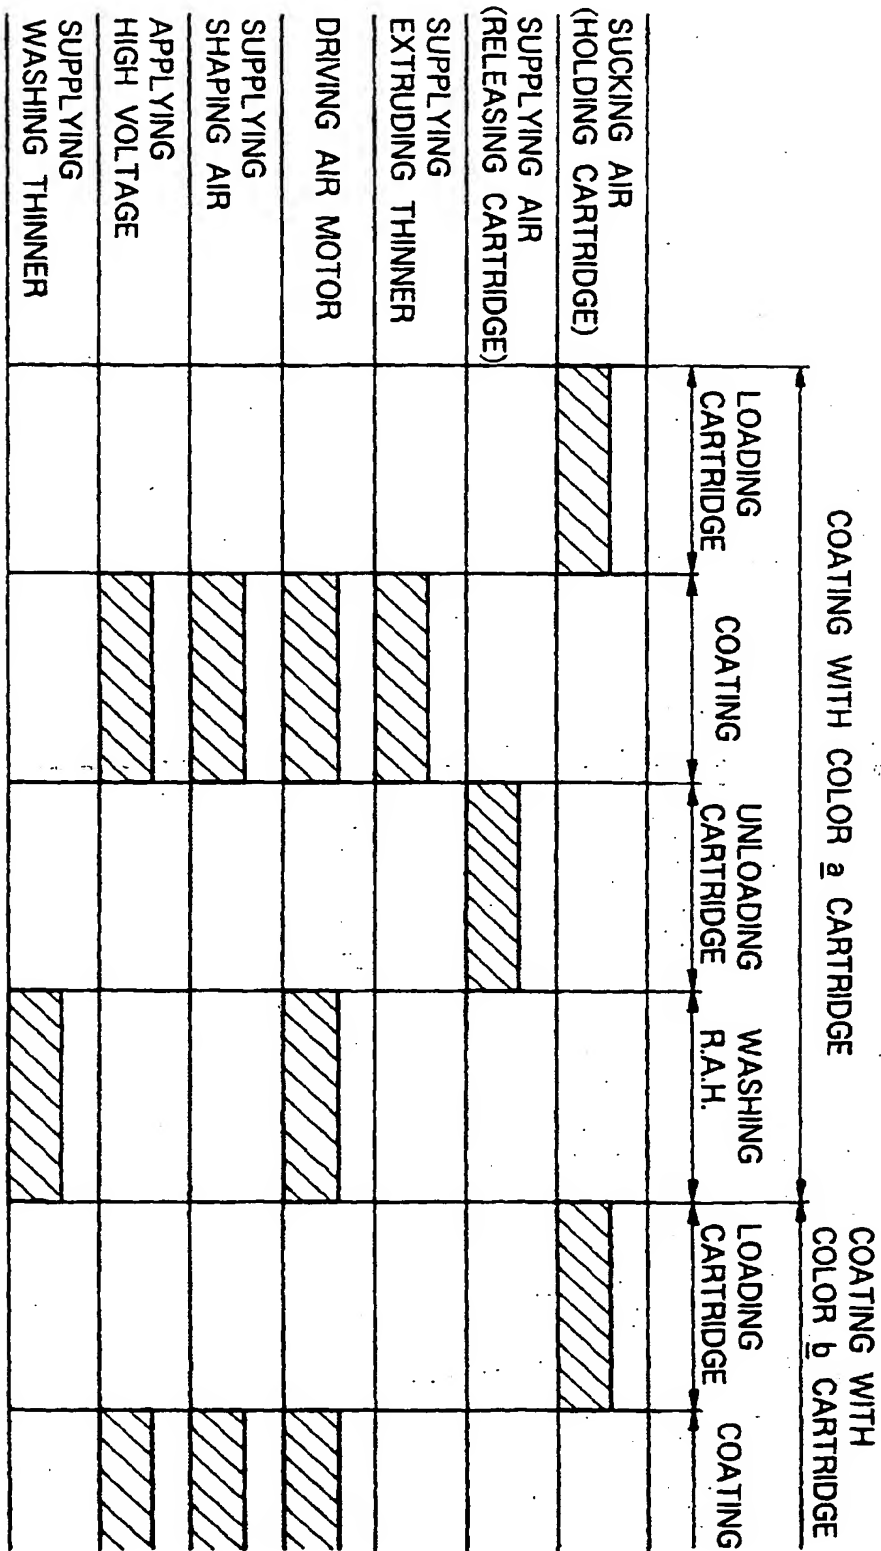 COATING WITH COLOR a CARTRIDGE
COATING WITH
COLOR b CARTRIDGE
LOADING
CARTRIDGE
COATING
UNLOADING
CARTRIDGE
WASHING
R.A.H.
LOADING
CARTRIDGE
COATING
SUCKING AIR
(HOLDING CARTRIDGE)
SUPPLYING AIR
(RELEASING CARTRIDGE)
SUPPLYING
EXTRUDING THINNER
DRIVING AIR MOTOR
SUPPLYING
SHAPING AIR
APPLYING
HIGH VOLTAGE
SUPPLYING
WASHING THINNER